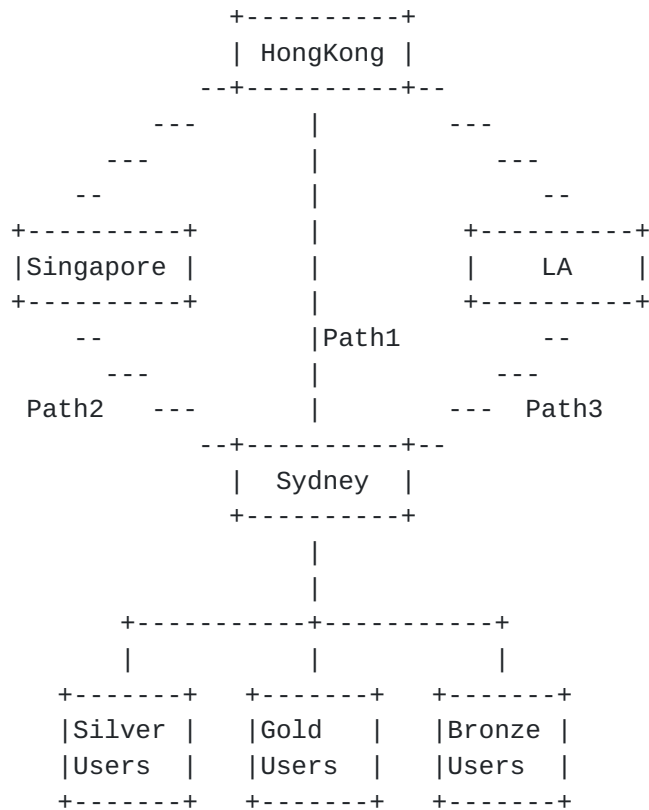 HongKong
Singapore
LA
Path1
Path2
Path3
Sydney
Silver Gold Bronze
Users Users Users